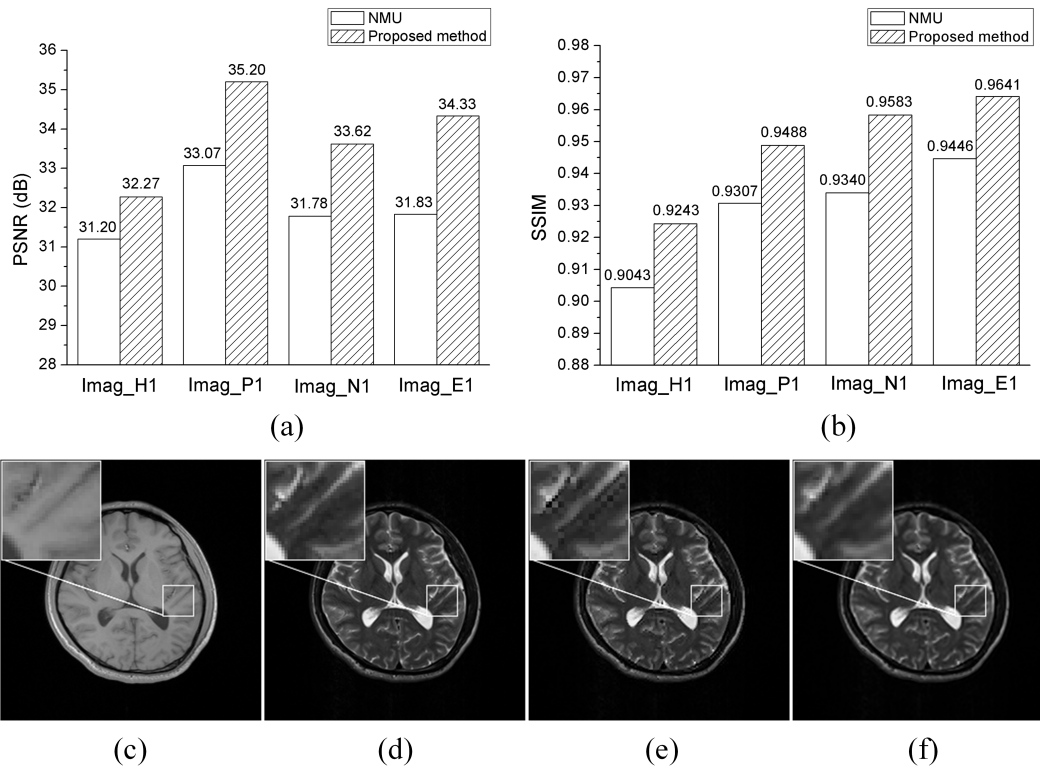 NMU
Proposed method
PSNR (dB)
36
35
34
33
32
31
30
29
28
31.20
32.27
33.07
35.20
31.78
33.62
31.83
34.33
Imag_H1
Imag_P1
Imag_N1
Imag_E1
(a)
NMU
Proposed method
SSIM
0.98
0.97
0.96
0.95
0.94
0.93
0.92
0.91
0.90
0.89
0.88
0.9043
0.9243
0.9307
0.9488
0.9340
0.9583
0.9446
0.9641
Imag_H1
Imag_P1
Imag_N1
Imag_E1
(b)
(c)
(d)
(e)
(f)